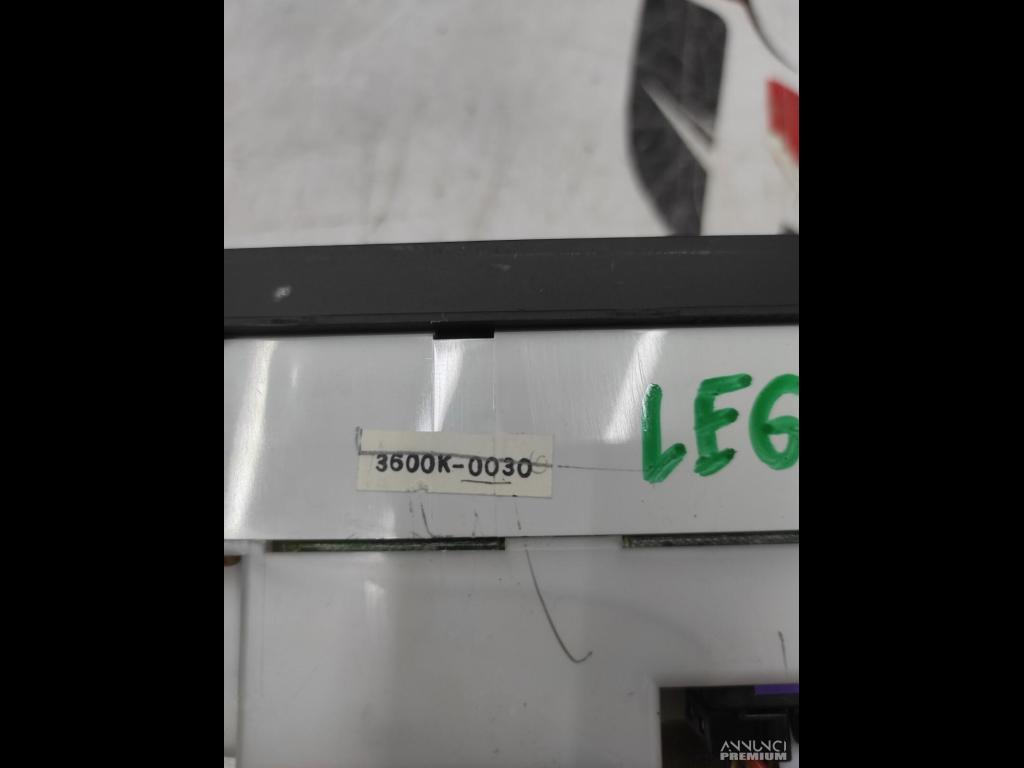 LEG
3600K-0030
ANNUNCI
PREMIUM